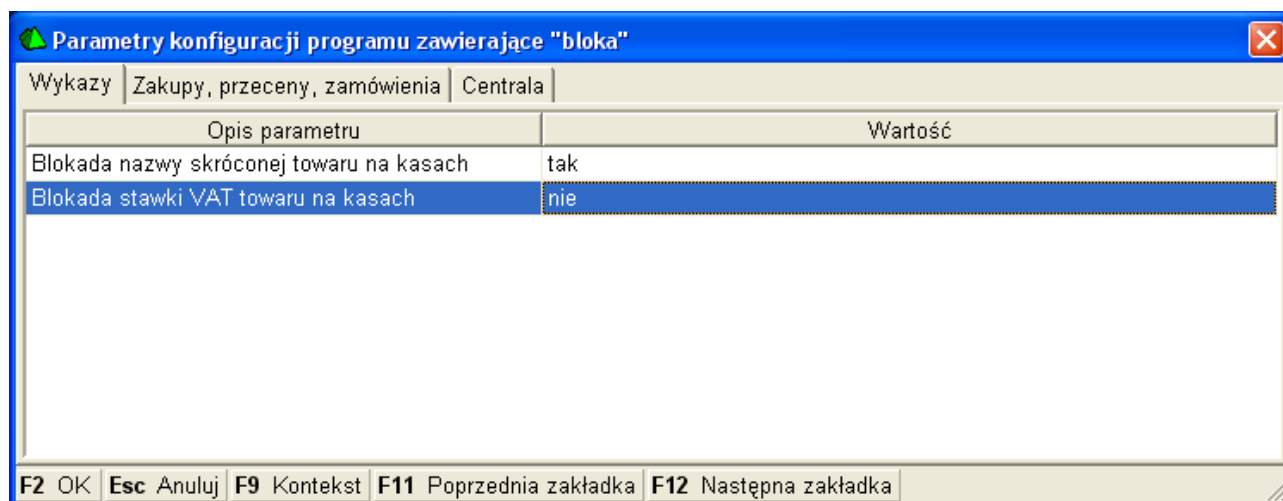 Parametry konfiguracji programu zawierające "bloka"
Wykazy Zakupy, przeceny, zamówienia Centrala
Opis parametru Wartość
Blokada nazwy skróconej towaru na kasach tak
Blokada stawki VAT towaru na kasach nie
F2 OK Esc Anuluj F9 Kontekst F11 Poprzednia zakładka F12 Następna zakładka